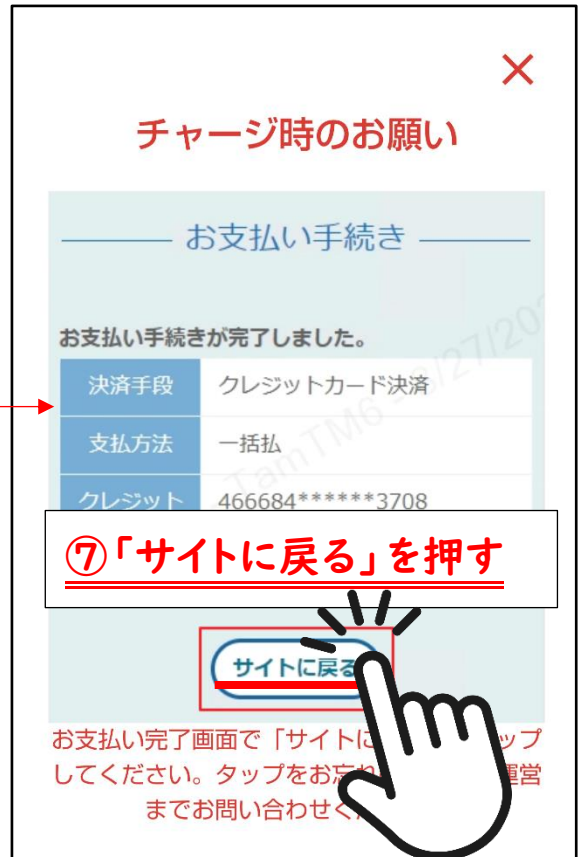 ×
チャージ時のお願い
お支払い手続き
お支払い手続きが完了しました。
決済手段 クレジットカード決済
支払方法 一括払
クレジット 466684******3708
⑦「サイトに戻る」を押す
サイトに戻る
お支払い完了画面で「サイトに ップ
してください。タップをお忘れ 運営
までお問い合わせく
TamTM6